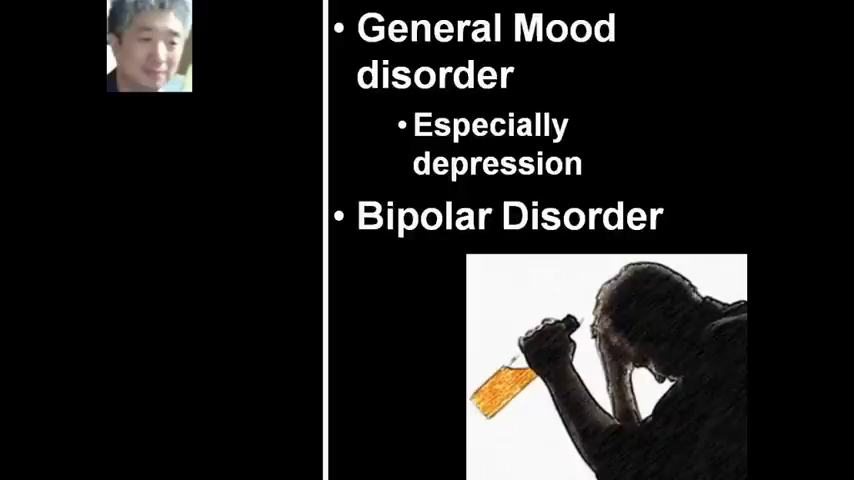 • General Mood
disorder
• Especially
depression
• Bipolar Disorder